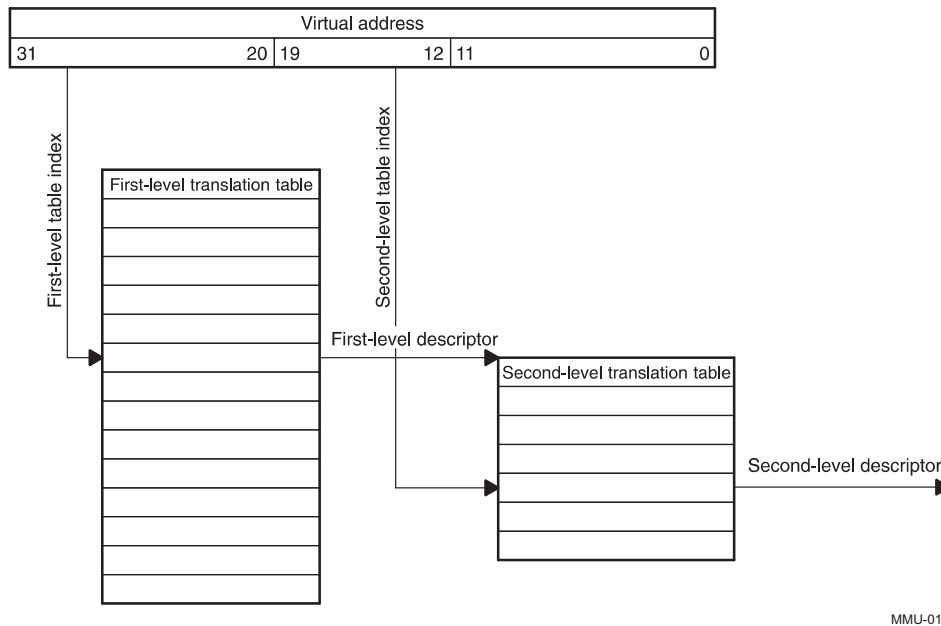 Virtual address
31 20 19 12 11 0
First-level table index
Second-level table index
First-level translation table
First-level descriptor
Second-level translation table
Second-level descriptor
MMU-01